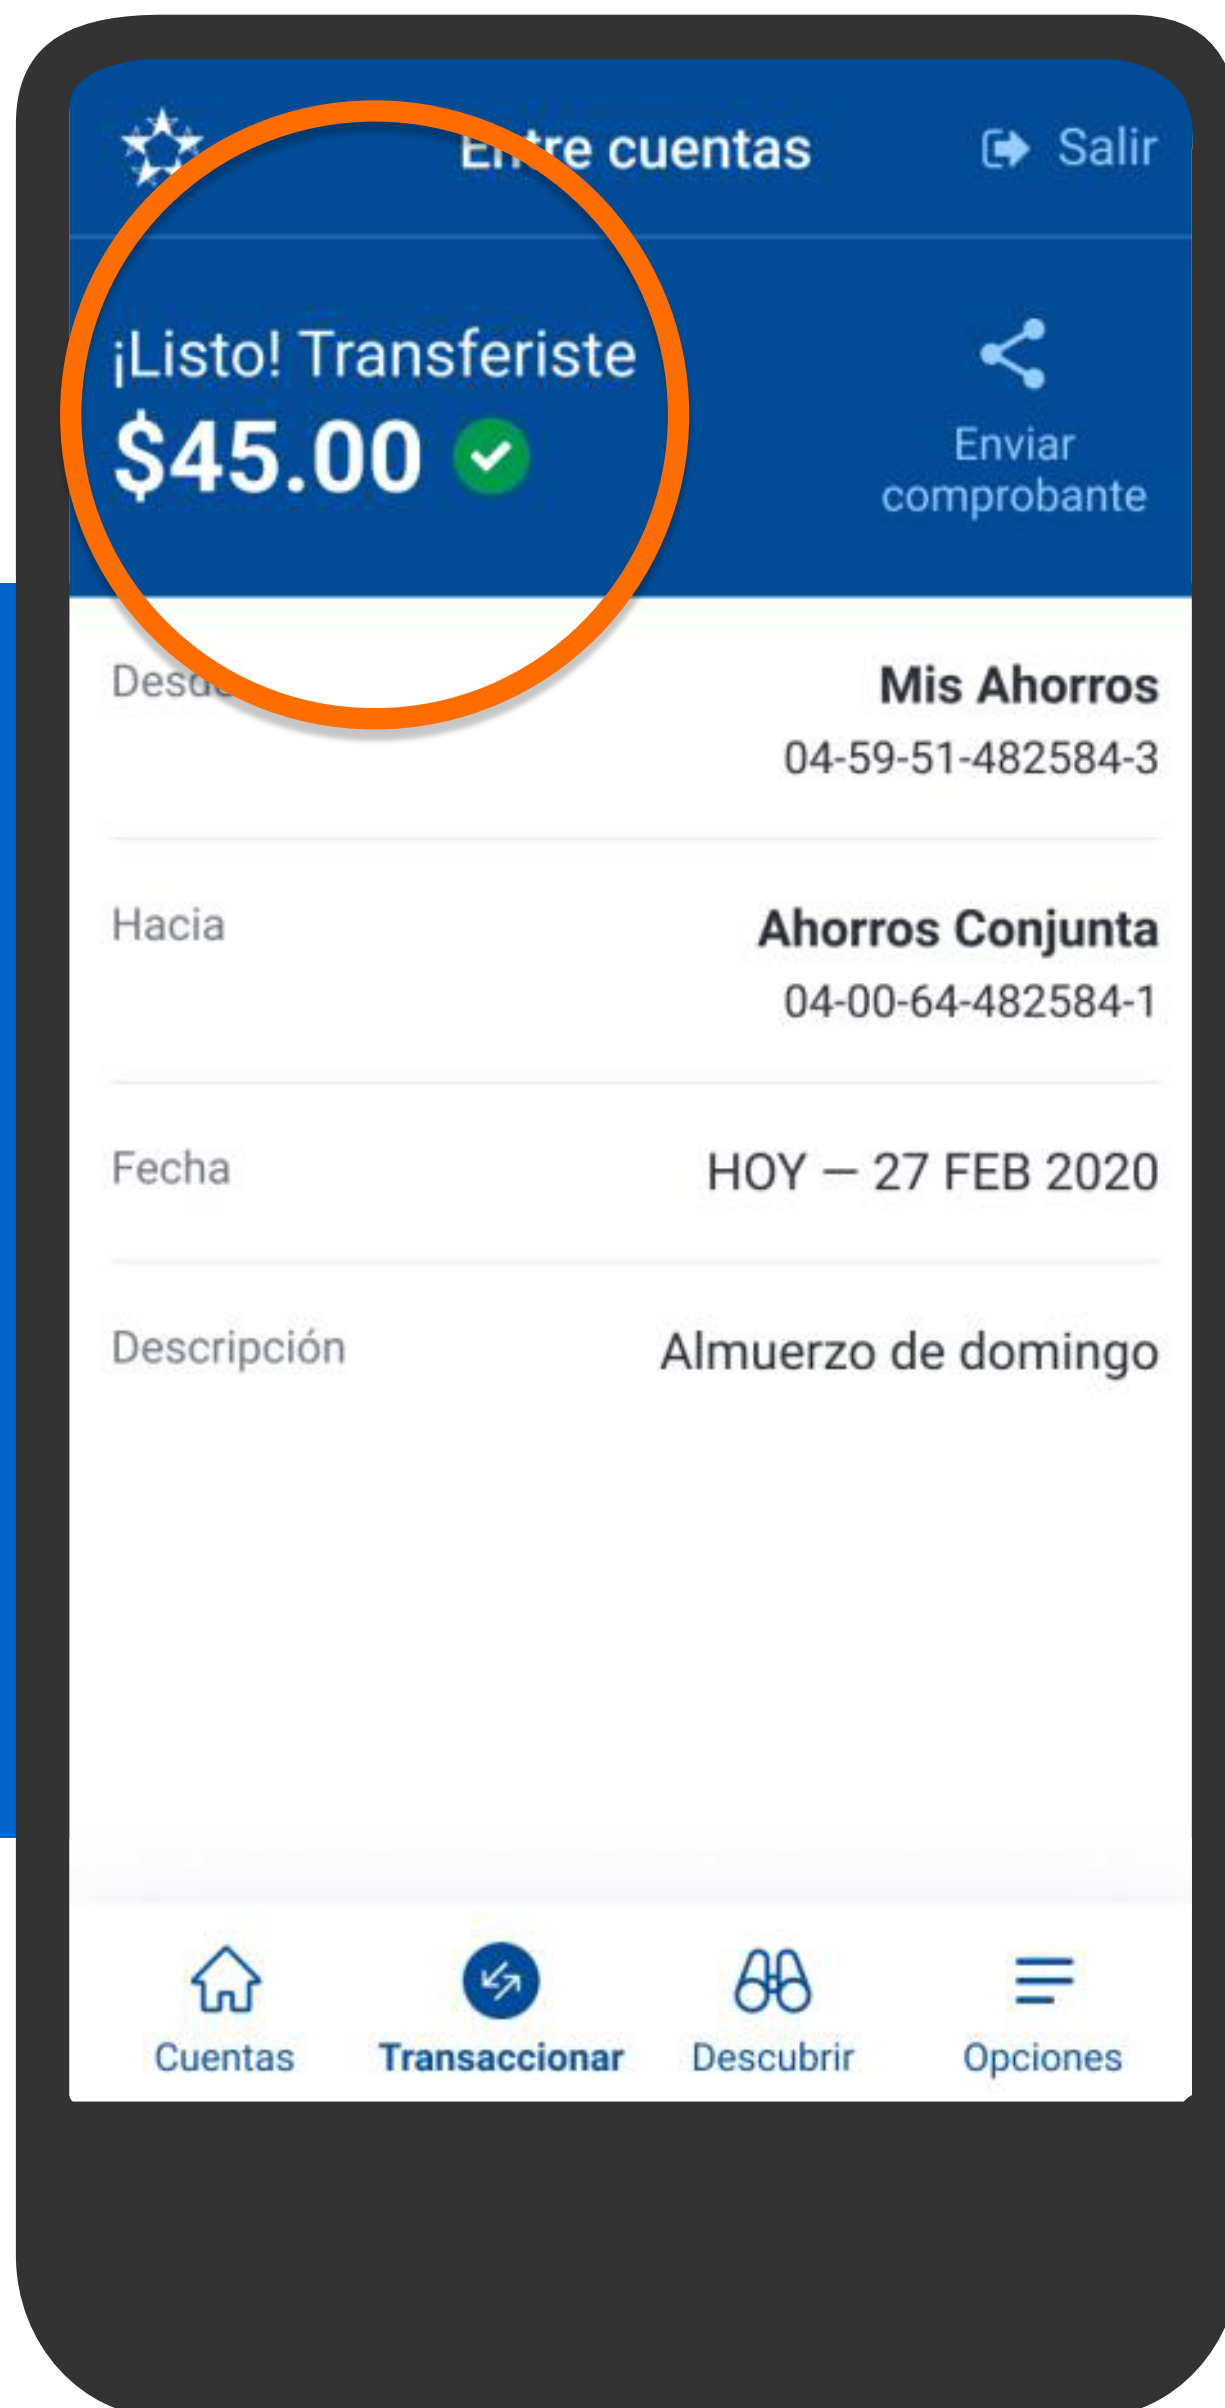 Entre cuentas
Salir
¡Listo! Transferiste
$45.00
Enviar
comprobante
Desde
Mis Ahorros
04-59-51-482584-3
Hacia
Ahorros Conjunta
04-00-64-482584-1
Fecha
HOY — 27 FEB 2020
Descripción
Almuerzo de domingo
Cuentas
Transaccionar
Descubrir
Opciones